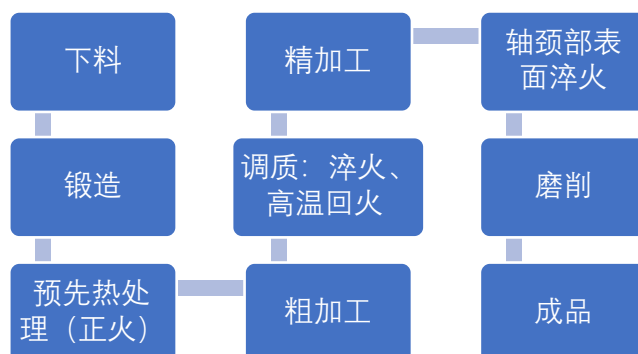 下料
锻造
预先热处
理（正火）
粗加工
调质：淬火、
高温回火
精加工
轴颈部表
面淬火
磨削
成品